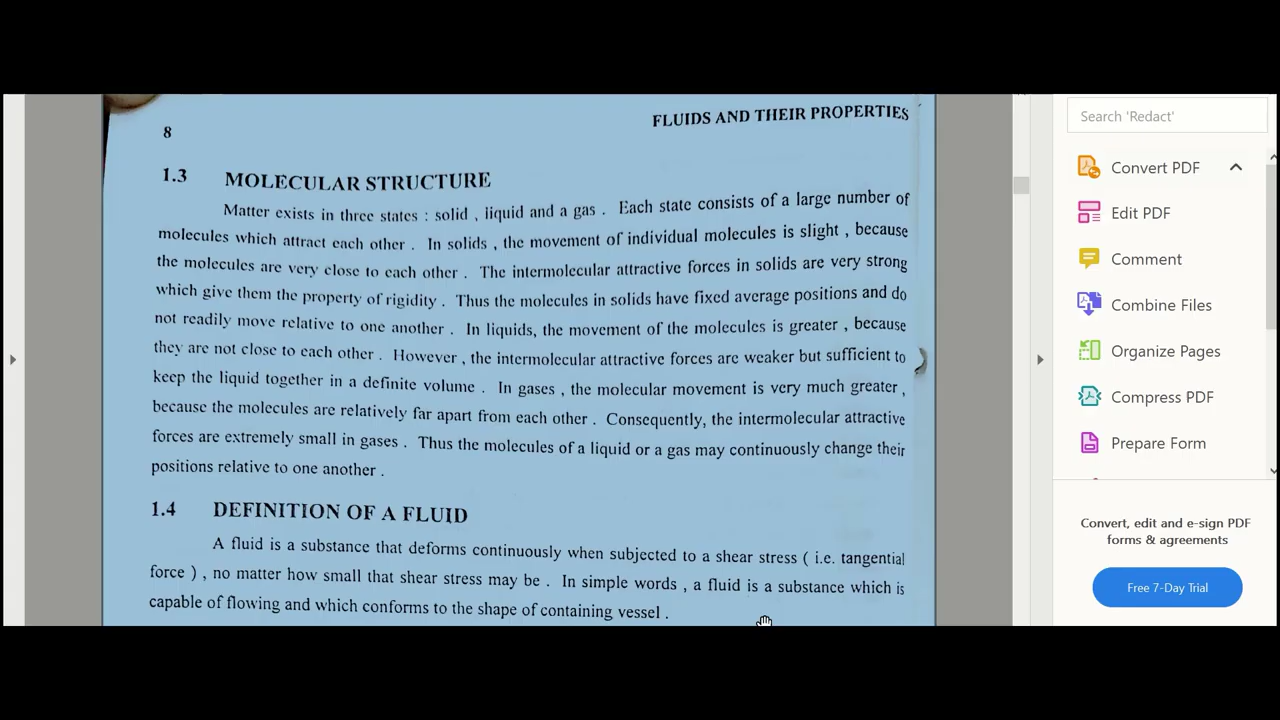 FLUIDS AND THEIR PROPERTIES
8
1.3 MOLECULAR STRUCTURE
Matter exists in three states : solid , liquid and a gas . Each state consists of a large number of
molecules which attract each other . In solids , the movement of individual molecules is slight , because
the molecules are very close to each other . The intermolecular attractive forces in solids are very strong
which give them the property of rigidity . Thus the molecules in solids have fixed average positions and do
not readily move relative to one another . In liquids, the movement of the molecules is greater , because
they are not close to each other . However , the intermolecular attractive forces are weaker but sufficient to
keep the liquid together in a definite volume . In gases , the molecular movement is very much greater ,
because the molecules are relatively far apart from each other . Consequently, the intermolecular attractive
forces are extremely small in gases . Thus the molecules of a liquid or a gas may continuously change their
positions relative to one another .
1.4 DEFINITION OF A FLUID
A fluid is a substance that deforms continuously when subjected to a shear stress ( i.e. tangential
force ) , no matter how small that shear stress may be . In simple words , a fluid is a substance which is
capable of flowing and which conforms to the shape of containing vessel .
Search 'Redact'
Convert PDF
Edit PDF
Comment
Combine Files
Organize Pages
Compress PDF
Prepare Form
Convert, edit and e-sign PDF
forms & agreements
Free 7-Day Trial